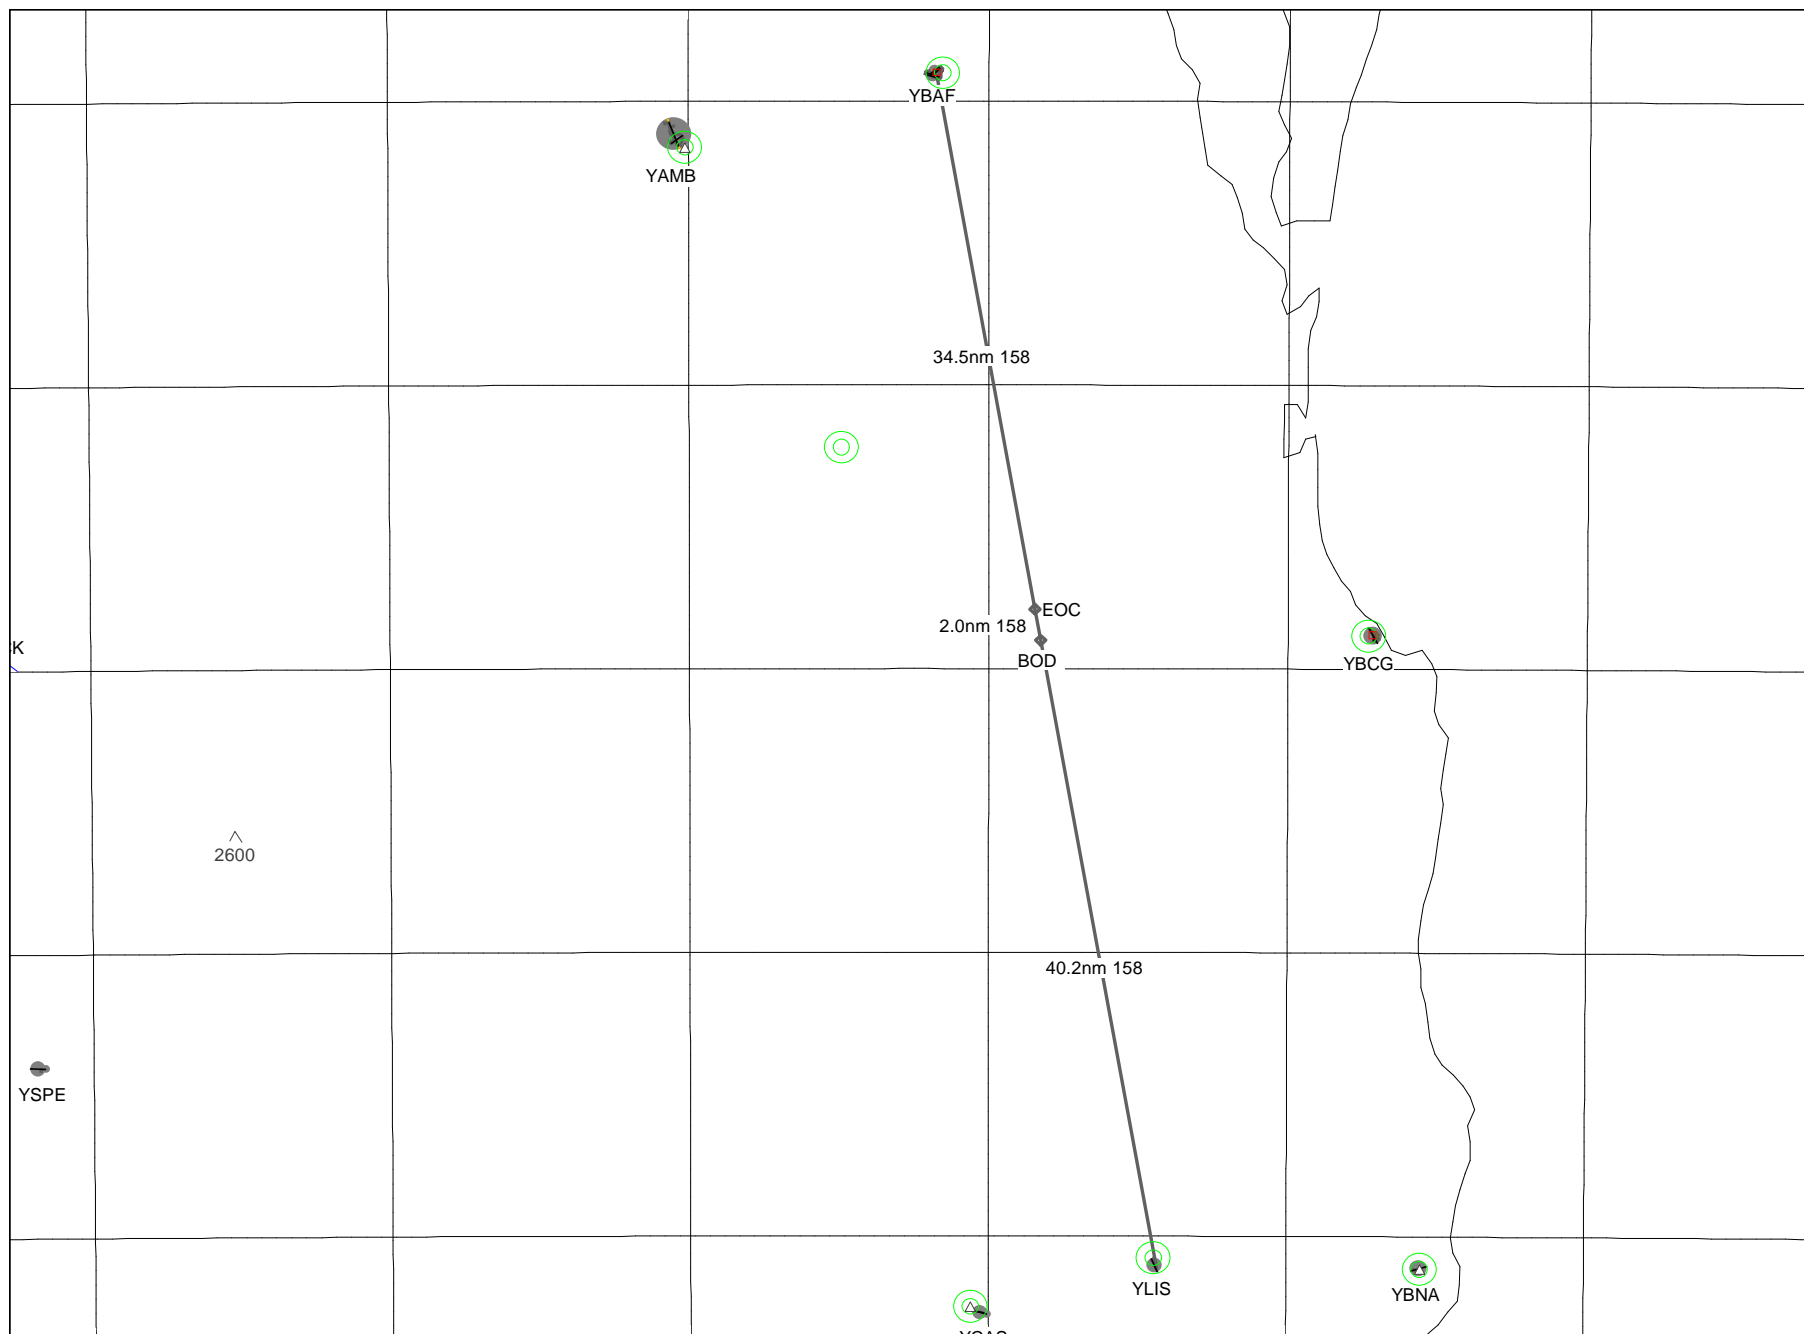 YBAF
YAMB
34.5nm 158
EOC
2.0nm 158
K
BOD
YBCG
2600
40.2nm 158
YSPE
YLIS
YBNA